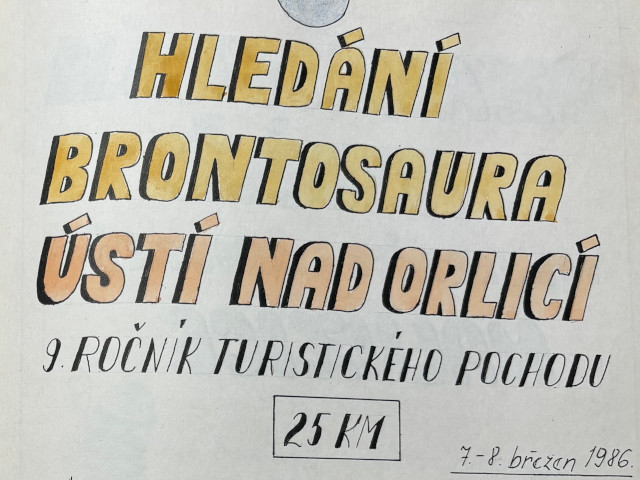 HLEDÁNÍ
BRONTOSAURA
ÚSTÍ NAD ORLICÍ
9. ROČNÍK TURISTICKÉHO POCHODU
25 KM
7.-8. březen 1986.